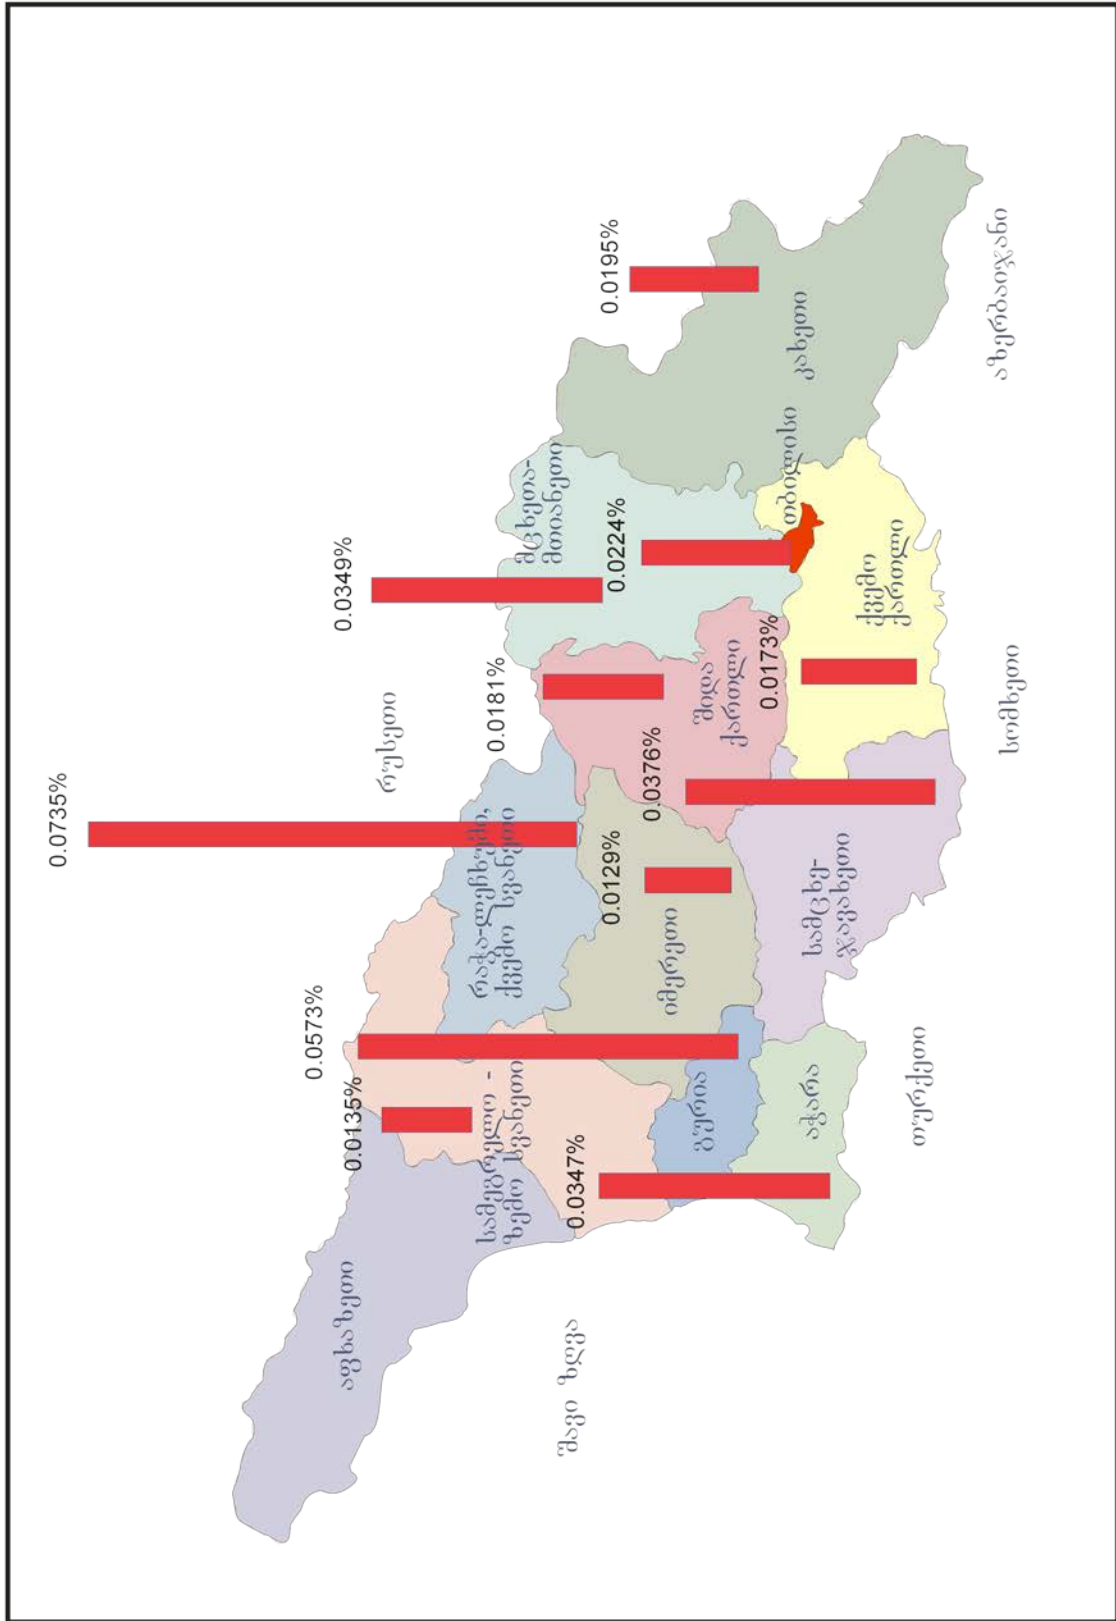 0.0735%
რუსეთი
0.0349%
0.0573%
0.0135%
აფხაზეთი
რაჭა-ლეჩხუმი,
ქვემო სვანეთი
0.0181%
მცხეთა-
მთიანეთი
სამეგრელო -
ზემო სვანეთი
0.0224%
0.0195%
0.0347%
შავი ზღვა
0.0129%
0.0376%
იმერეთი
შიდა
ქართლი
გურია
0.0173%
თბილისი
კახეთი
აჭარა
სამცხე-
ჯავახეთი
ქვემო
ქართლი
თურქეთი
სომხეთი
აზერბაიჯანი